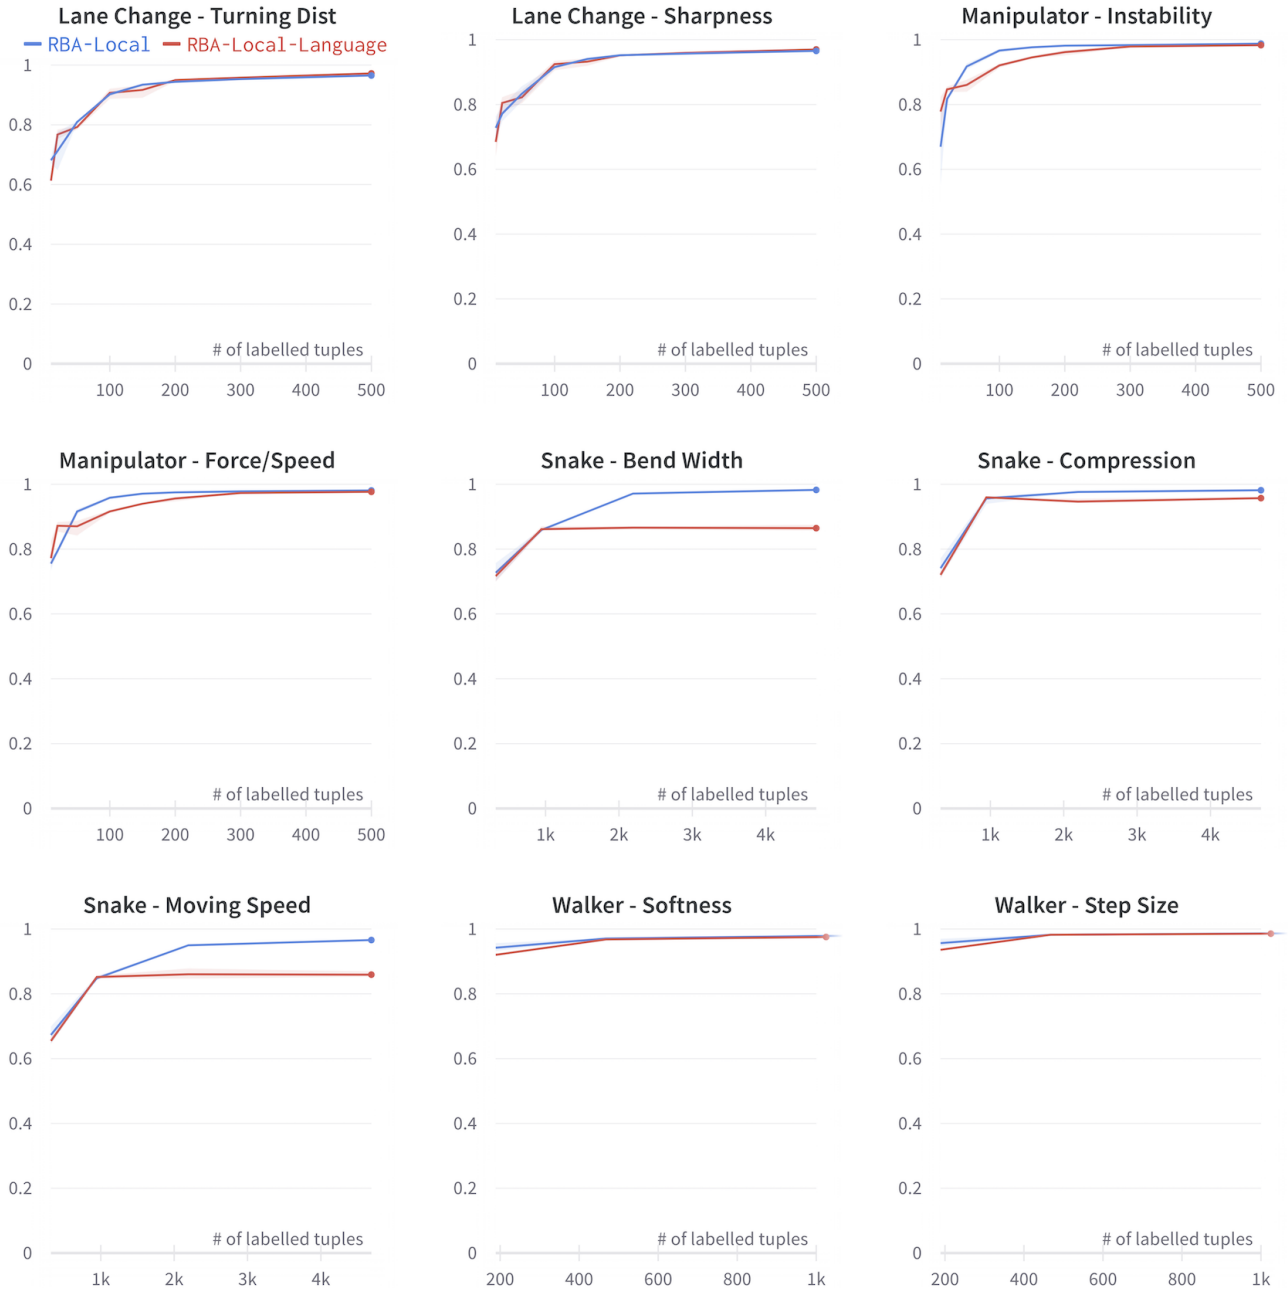 Lane Change - Turning Dist
RBA-Local RBA-Local-Language
1
0.8
0.6
0.4
0.2
0
# of labelled tuples
100 200 300 400 500
Lane Change - Sharpness
1
0.8
0.6
0.4
0.2
0
# of labelled tuples
100 200 300 400 500
Manipulator - Instability
1
0.8
0.6
0.4
0.2
0
# of labelled tuples
100 200 300 400 500
Manipulator - Force/Speed
1
0.8
0.6
0.4
0.2
0
# of labelled tuples
100 200 300 400 500
Snake - Bend Width
1
0.8
0.6
0.4
0.2
0
# of labelled tuples
1k 2k 3k 4k
Snake - Compression
1
0.8
0.6
0.4
0.2
0
# of labelled tuples
1k 2k 3k 4k
Snake - Moving Speed
1
0.8
0.6
0.4
0.2
0
# of labelled tuples
1k 2k 3k 4k
Walker - Softness
1
0.8
0.6
0.4
0.2
0
# of labelled tuples
200 400 600 800 1k
Walker - Step Size
1
0.8
0.6
0.4
0.2
0
# of labelled tuples
200 400 600 800 1k